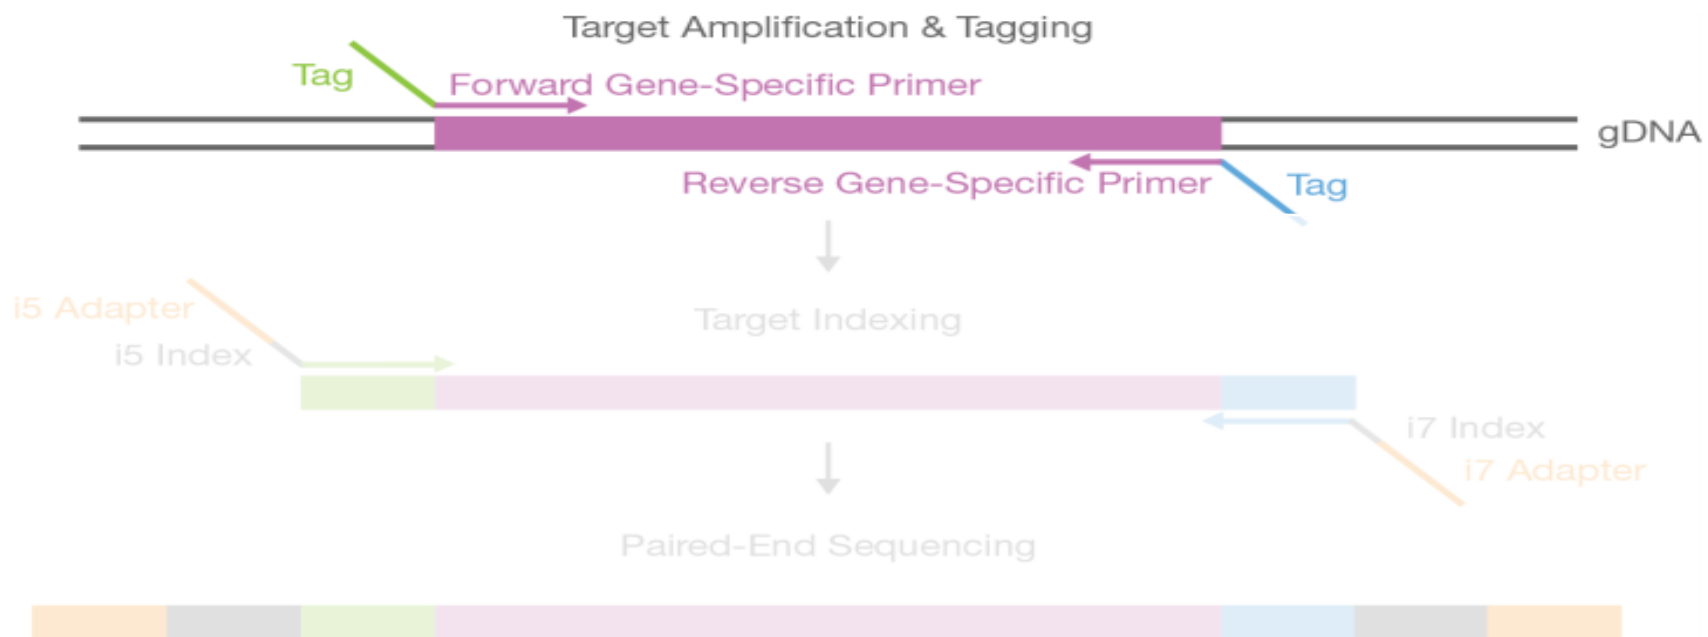 Target Amplification & Tagging
Tag
Forward Gene-Specific Primer
gDNA
Reverse Gene-Specific Primer
Tag
i5 Adapter
Target Indexing
i5 Index
i7 Index
i7 Adapter
Paired-End Sequencing